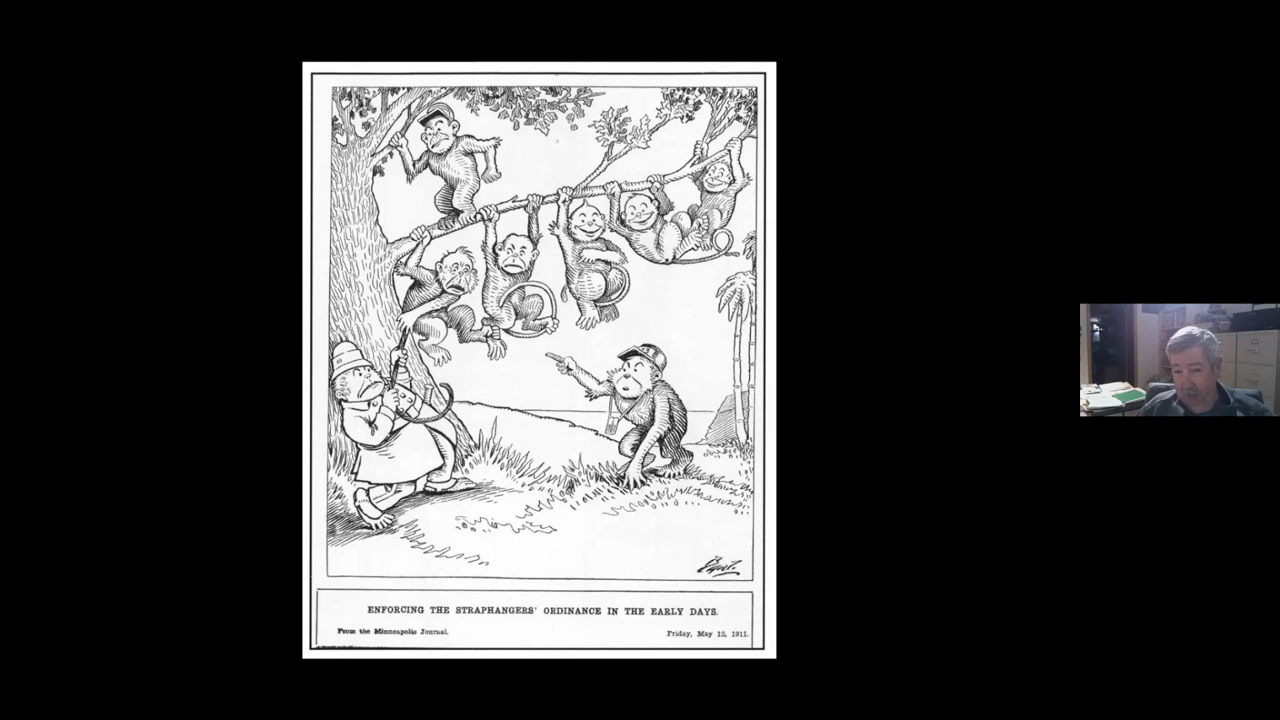 ENFORCING THE STRAPHANGERS' ORDINANCE IN THE EARLY DAYS.
From the Minneapolis Journal.
Friday, May 12, 1911.